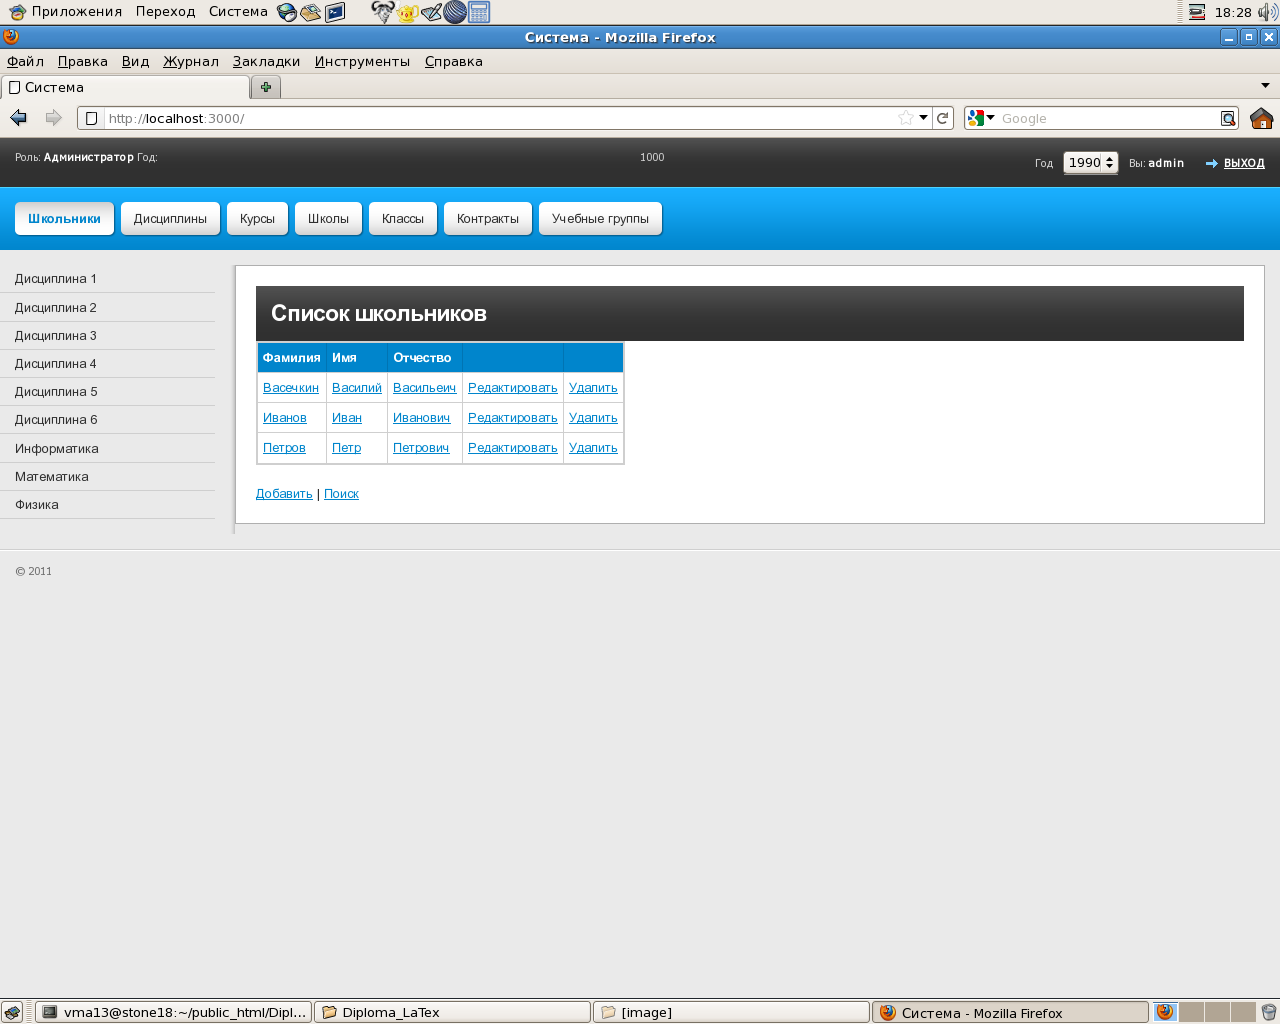 Приложения Переход Система 18:28
Система - Mozilla Firefox
Файл Правка Вид Журнал Закладки Инструменты Справка
Система
http://localhost:3000/ Google
Роль: Администратор Год: 1000 Год 1990 Вы: admin ВЫХОД
Школьники Дисциплины Курсы Школы Классы Контракты Учебные группы
Дисциплина 1
Дисциплина 2
Дисциплина 3
Дисциплина 4
Дисциплина 5
Дисциплина 6
Информатика
Математика
Физика
Список школьников
Фамилия Имя Отчество
Васечкин Василий Васильеич Редактировать Удалить
Иванов Иван Иванович Редактировать Удалить
Петров Петр Петрович Редактировать Удалить
Добавить | Поиск
© 2011
vma13@stone18:~/public_html/Dipl... Diploma_LaTex [image] Система - Mozilla Firefox